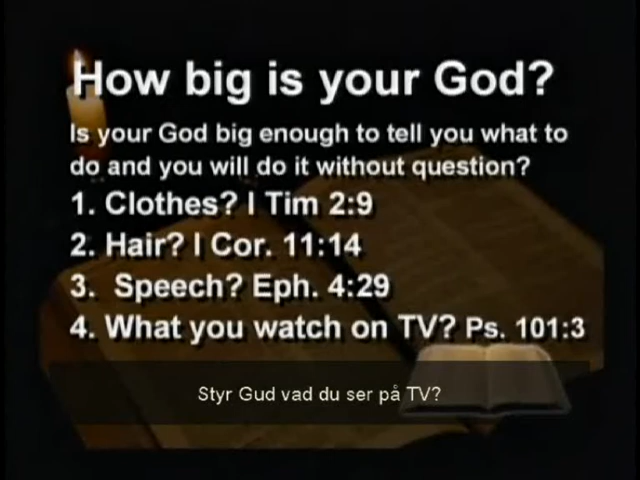 How big is your God?
Is your God big enough to tell you what to
do and you will do it without question?
1. Clothes? I Tim 2:9
2. Hair? I Cor. 11:14
3. Speech? Eph. 4:29
4. What you watch on TV? Ps. 101:3
Styr Gud vad du ser på TV?